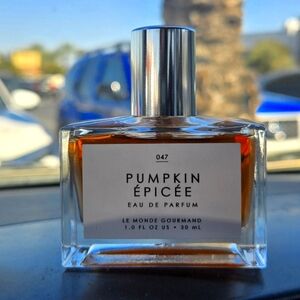 047
PUMPKIN
ÉPICÉE
EAU DE PARFUM
LE MONDE GOURMAND
1.0 FL OZ US • 30 mL